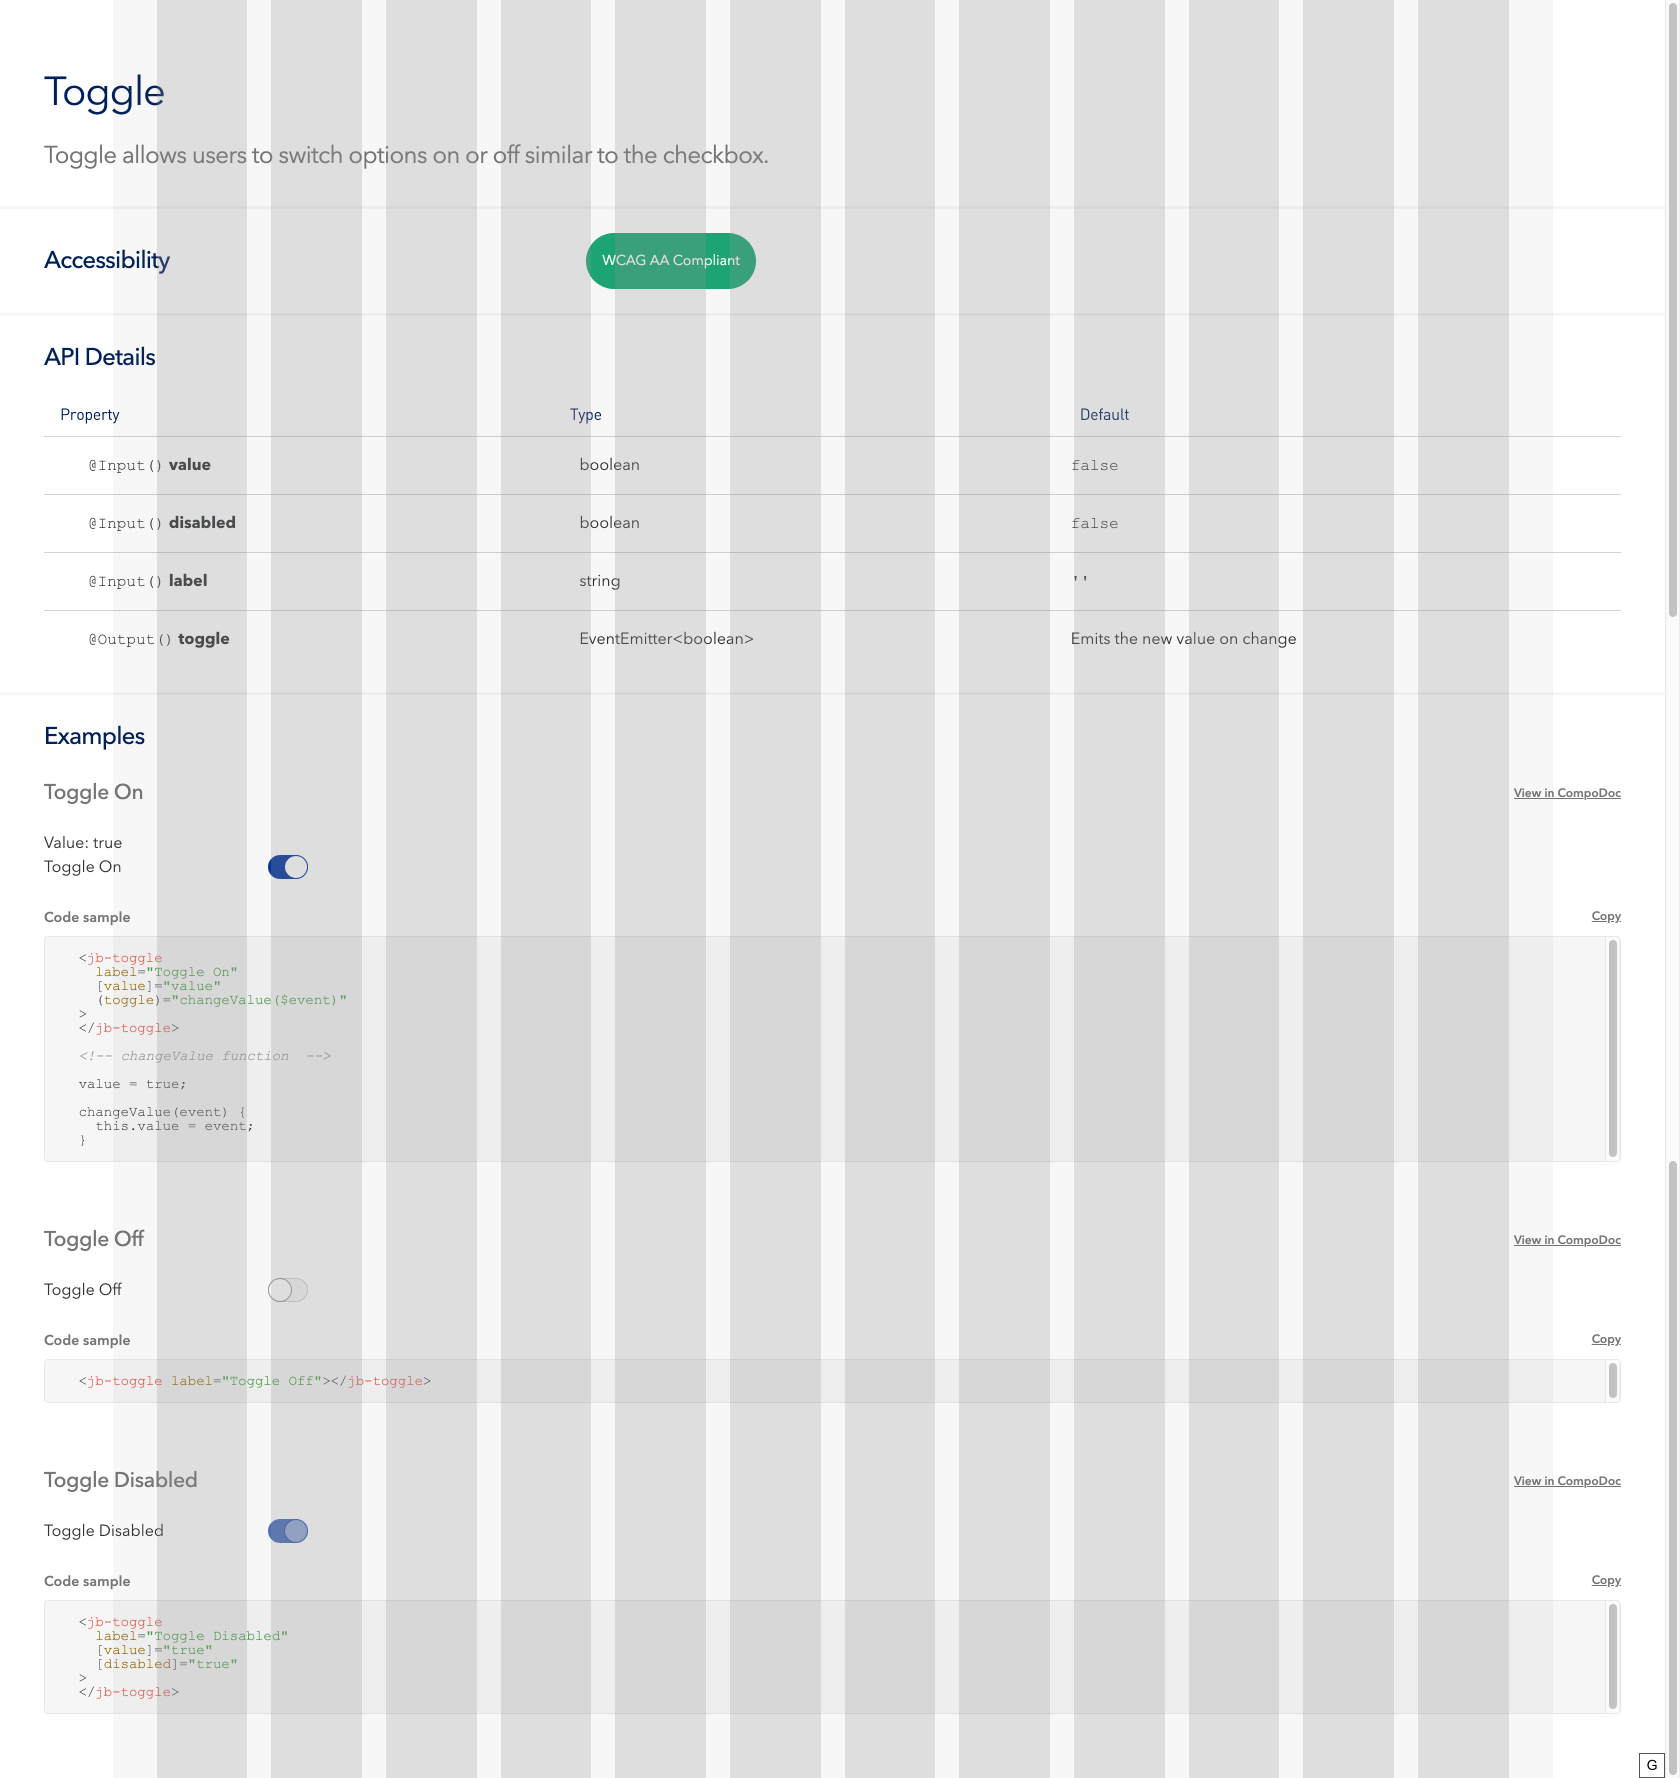 Toggle
Toggle allows users to switch options on or off similar to the checkbox.
Accessibility
WCAG AA Compliant
API Details
Property Type Default
@Input() value boolean false
@Input() disabled boolean false
@Input() label string ''
@Output() toggle EventEmitter<boolean> Emits the new value on change
Examples
Toggle On
View in CompoDoc
Value: true
Toggle On
Code sample
Copy
<jb-toggle
  label="Toggle On"
  [value]="value"
  (toggle)="changeValue($event)"
>
</jb-toggle>
<!-- changeValue function  -->
value = true;
changeValue(event) {
  this.value = event;
}
Toggle Off
View in CompoDoc
Toggle Off
Code sample
Copy
<jb-toggle label="Toggle Off"></jb-toggle>
Toggle Disabled
View in CompoDoc
Toggle Disabled
Code sample
Copy
<jb-toggle
  label="Toggle Disabled"
  [value]="true"
  [disabled]="true"
>
</jb-toggle>
G